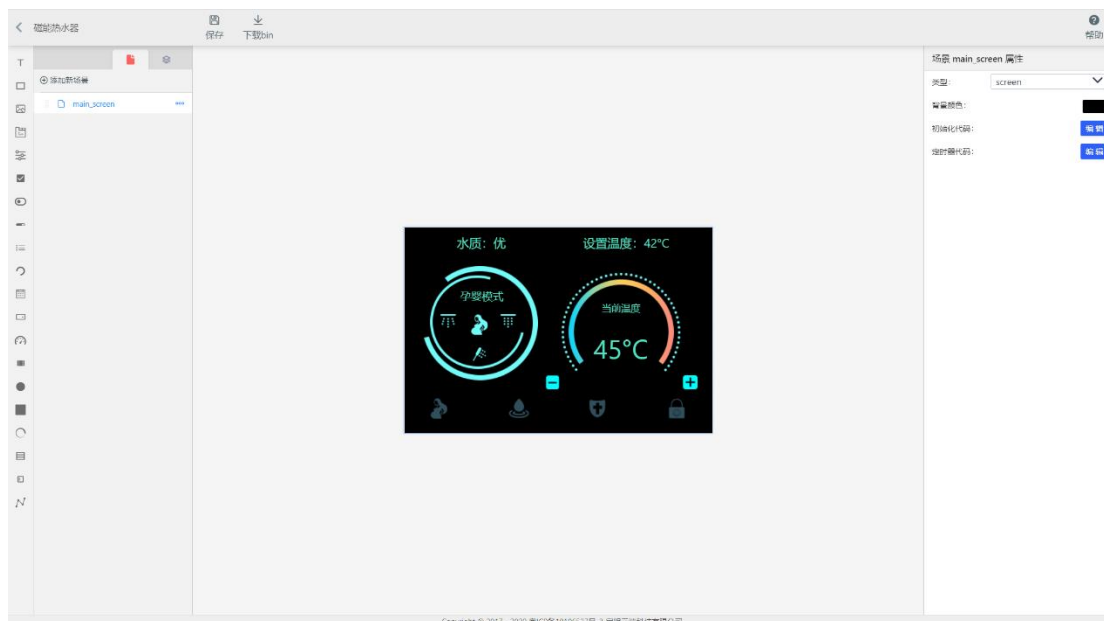 磁能热水器
保存
下载bin
帮助
T
添加新场景
main_screen
场景 main_screen 属性
类型:
screen
背景颜色:
初始化代码:
编辑
定时器代码:
编辑
水质：优
设置温度：42°C
孕婴模式
当前温度
45°C